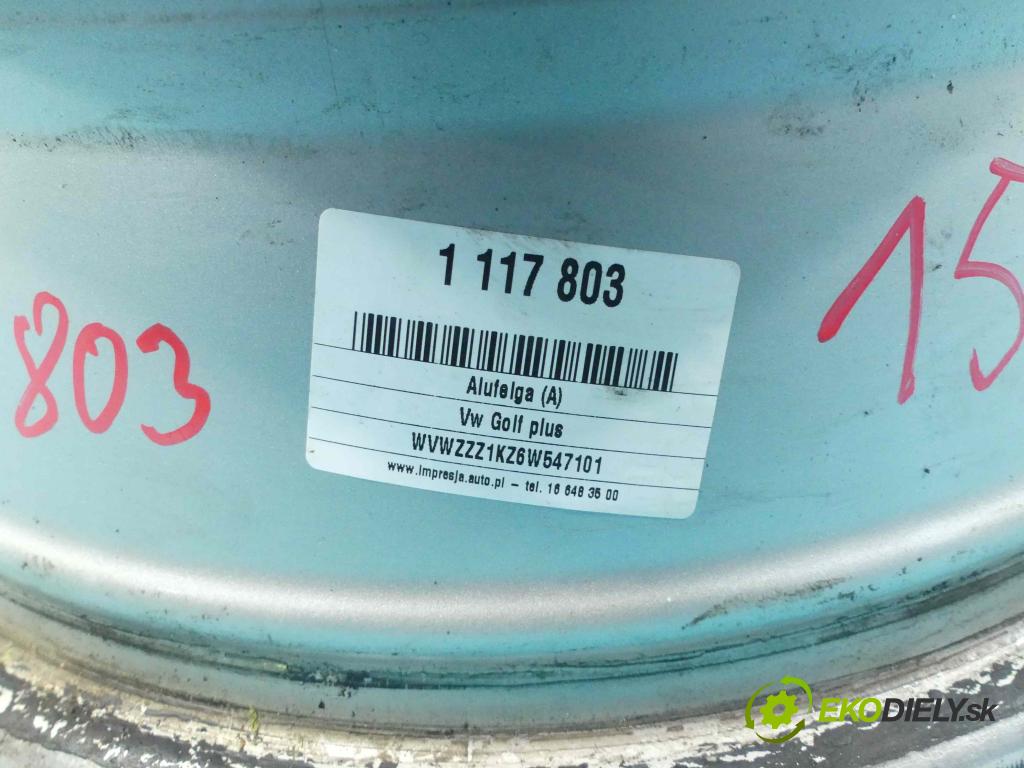 1 117 803
Alufelga (A)
Vw Golf plus
WVWZZZ1KZ6W547101
www.impresja.auto.pl – tel. 16 648 35 00
803
15
EKODIELY.sk